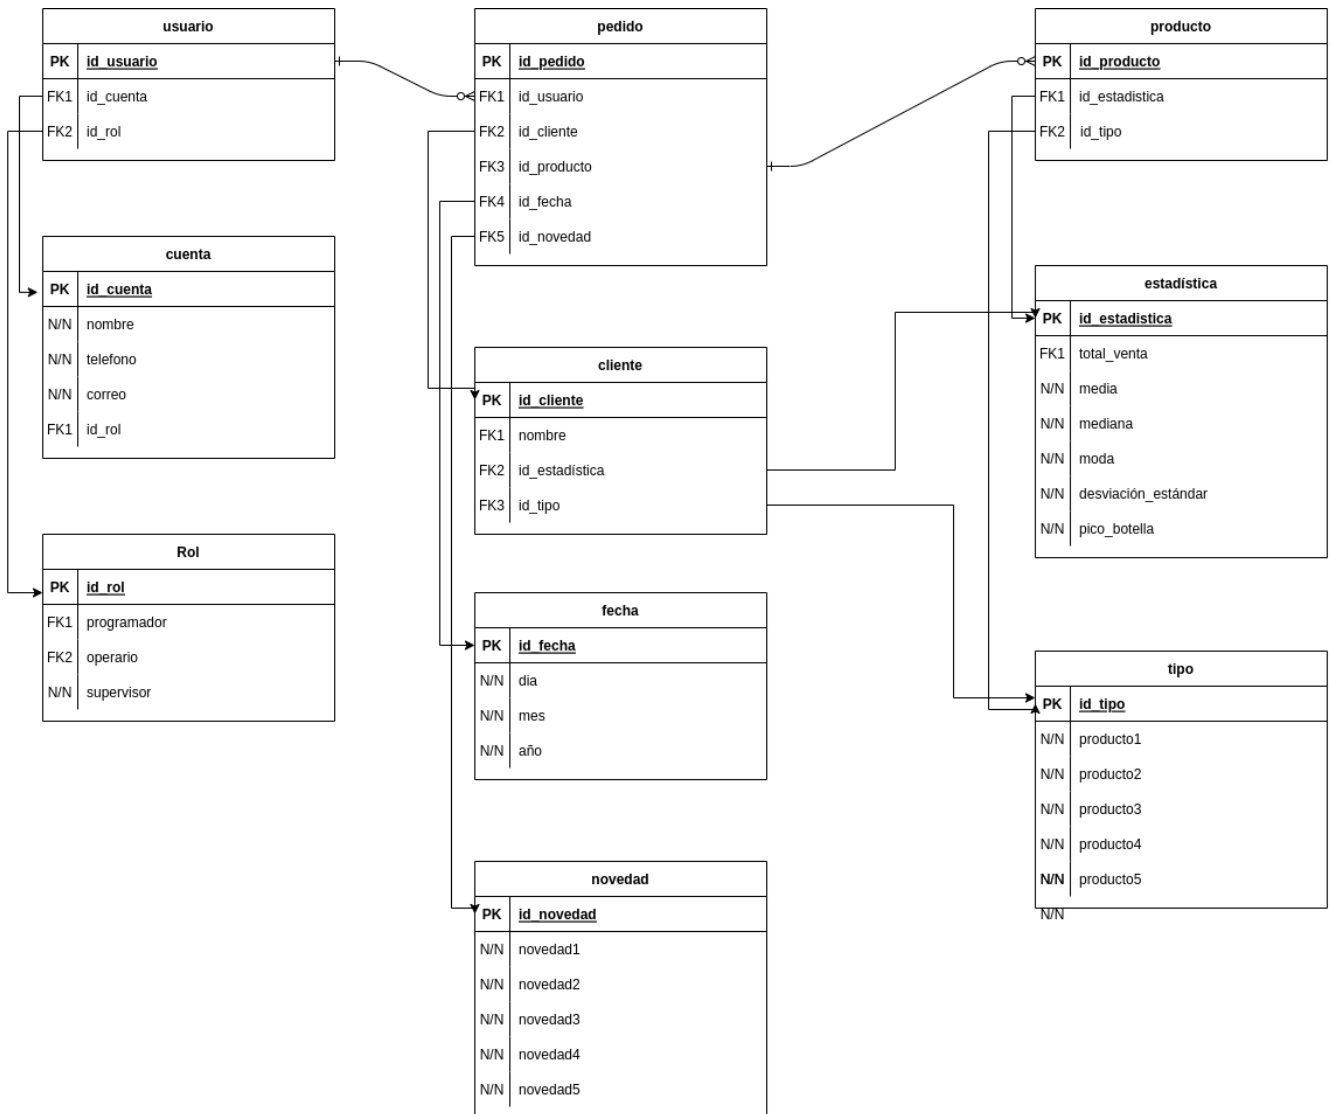 usuario
PK id_usuario
FK1 id_cuenta
FK2 id_rol
cuenta
PK id_cuenta
N/N nombre
N/N telefono
N/N correo
FK1 id_rol
Rol
PK id_rol
FK1 programador
FK2 operario
N/N supervisor
pedido
PK id_pedido
FK1 id_usuario
FK2 id_cliente
FK3 id_producto
FK4 id_fecha
FK5 id_novedad
cliente
PK id_cliente
FK1 nombre
FK2 id_estadística
FK3 id_tipo
fecha
PK id_fecha
N/N dia
N/N mes
N/N año
novedad
PK id_novedad
N/N novedad1
N/N novedad2
N/N novedad3
N/N novedad4
N/N novedad5
producto
PK id_producto
FK1 id_estadistica
FK2 id_tipo
estadística
PK id_estadistica
FK1 total_venta
N/N media
N/N mediana
N/N moda
N/N desviación_estándar
N/N pico_botella
tipo
PK id_tipo
N/N producto1
N/N producto2
N/N producto3
N/N producto4
N/N producto5
N/N